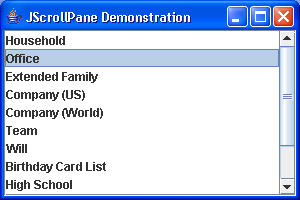 JScrollPane Demonstration
Household
Office
Extended Family
Company (US)
Company (World)
Team
Will
Birthday Card List
High School